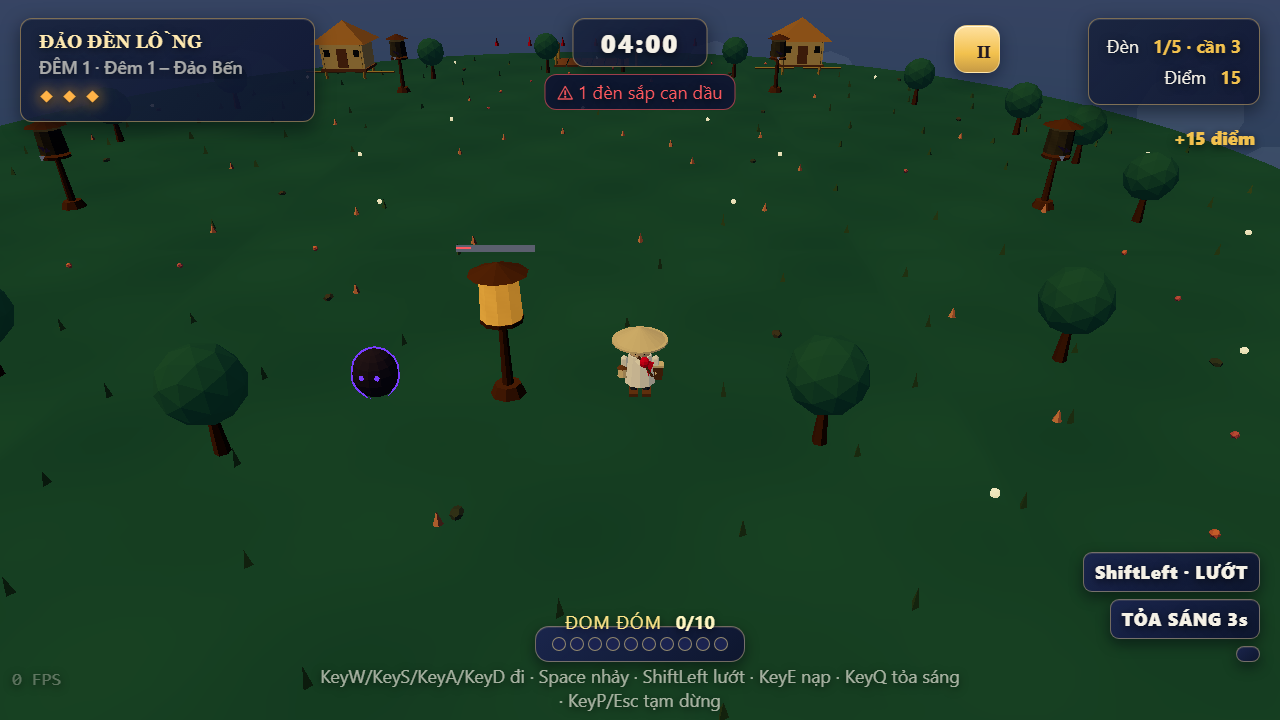 ĐẢO ĐÈN LỒNG
ĐÊM 1 · Đêm 1 – Đảo Bến
04:00
⚠ 1 đèn sắp cạn dầu
II
Đèn 1/5 · cần 3
Điểm 15
+15 điểm
ShiftLeft · LƯỚT
TỎA SÁNG 3s
ĐOM ĐÓM 0/10
KeyW/KeyS/KeyA/KeyD đi · Space nhảy · ShiftLeft lướt · KeyE nạp · KeyQ tỏa sáng
· KeyP/Esc tạm dừng
0 FPS